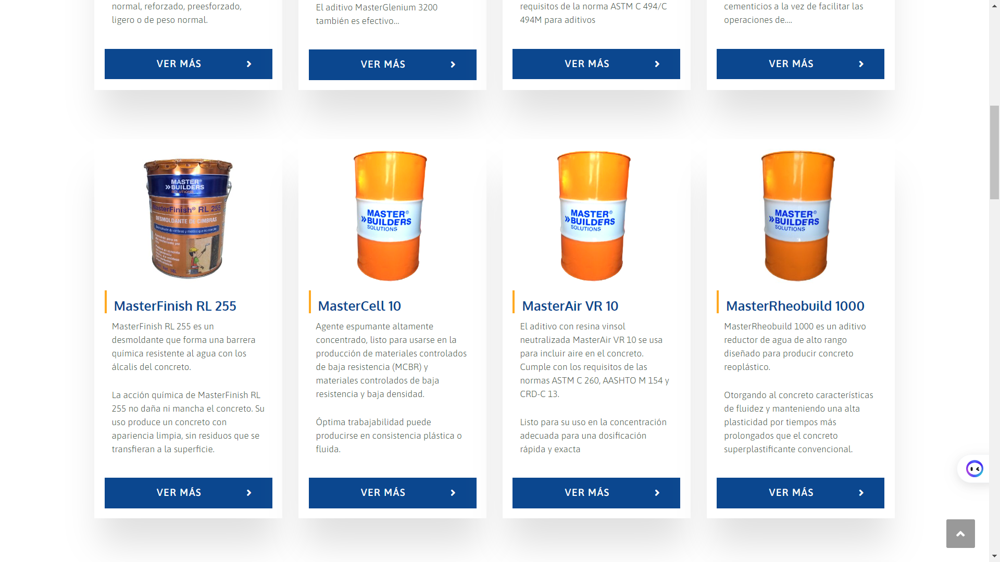 normal, reforzado, preesforzado,
ligero o de peso normal.
El aditivo MasterGlenium 3200
también es efectivo...
requisitos de la norma ASTM C 494/C
494M para aditivos
cementicios a la vez de facilitar las
operaciones de....
VER MÁS
VER MÁS
VER MÁS
VER MÁS
MASTER®
»BUILDERS
SOLUTIONS
MasterFinish® RL 255
DESMOLDANTE DE CIMBRAS
Desmoldante de cimbras y moldes que no mancha
MASTER®
»BUILDERS
SOLUTIONS
MASTER®
»BUILDERS
SOLUTIONS
MASTER®
»BUILDERS
SOLUTIONS
MasterFinish RL 255
MasterFinish RL 255 es un
desmoldante que forma una barrera
química resistente al agua con los
álcalis del concreto.
La acción química de MasterFinish RL
255 no daña ni mancha el concreto. Su
uso produce un concreto con
apariencia limpia, sin residuos que se
transfieran a la superficie.
VER MÁS
MasterCell 10
Agente espumante altamente
concentrado, listo para usarse en la
producción de materiales controlados
de baja resistencia (MCBR) y
materiales controlados de baja
resistencia y baja densidad.
Óptima trabajabilidad puede
producirse en consistencia plástica o
fluida.
VER MÁS
MasterAir VR 10
El aditivo con resina vinsol
neutralizada MasterAir VR 10 se usa
para incluir aire en el concreto.
Cumple con los requisitos de las
normas ASTM C 260, AASHTO M 154 y
CRD-C 13.
Listo para su uso en la concentración
adecuada para una dosificación
rápida y exacta
VER MÁS
MasterRheobuild 1000
MasterRheobuild 1000 es un aditivo
reductor de agua de alto rango
diseñado para producir concreto
reoplástico.
Otorgando al concreto características
de fluidez y manteniendo una alta
plasticidad por tiempos más
prolongados que el concreto
superplastificante convencional.
VER MÁS